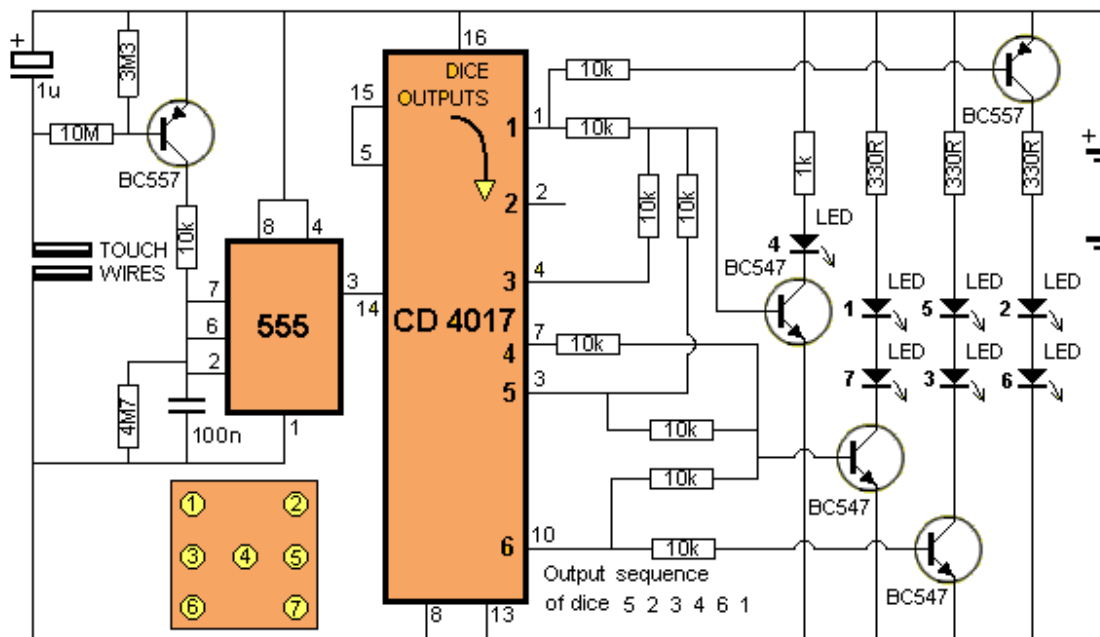 +
1u
3M3
10M
BC557
10k
TOUCH
WIRES
4M7
100n
8
4
7
6
2
555
3
1
14
16
15
5
DICE
OUTPUTS
CD 4017
1
2
3
4
5
6
1
2
4
7
3
10
8
13
10k
10k
10k
10k
10k
10k
10k
10k
BC557
1k
330R
330R
330R
+
LED
4
BC547
LED
1
LED
5
LED
2
LED
7
LED
3
LED
6
BC547
BC547
1
2
3
4
5
6
7
Output sequence
of dice 5 2 3 4 6 1